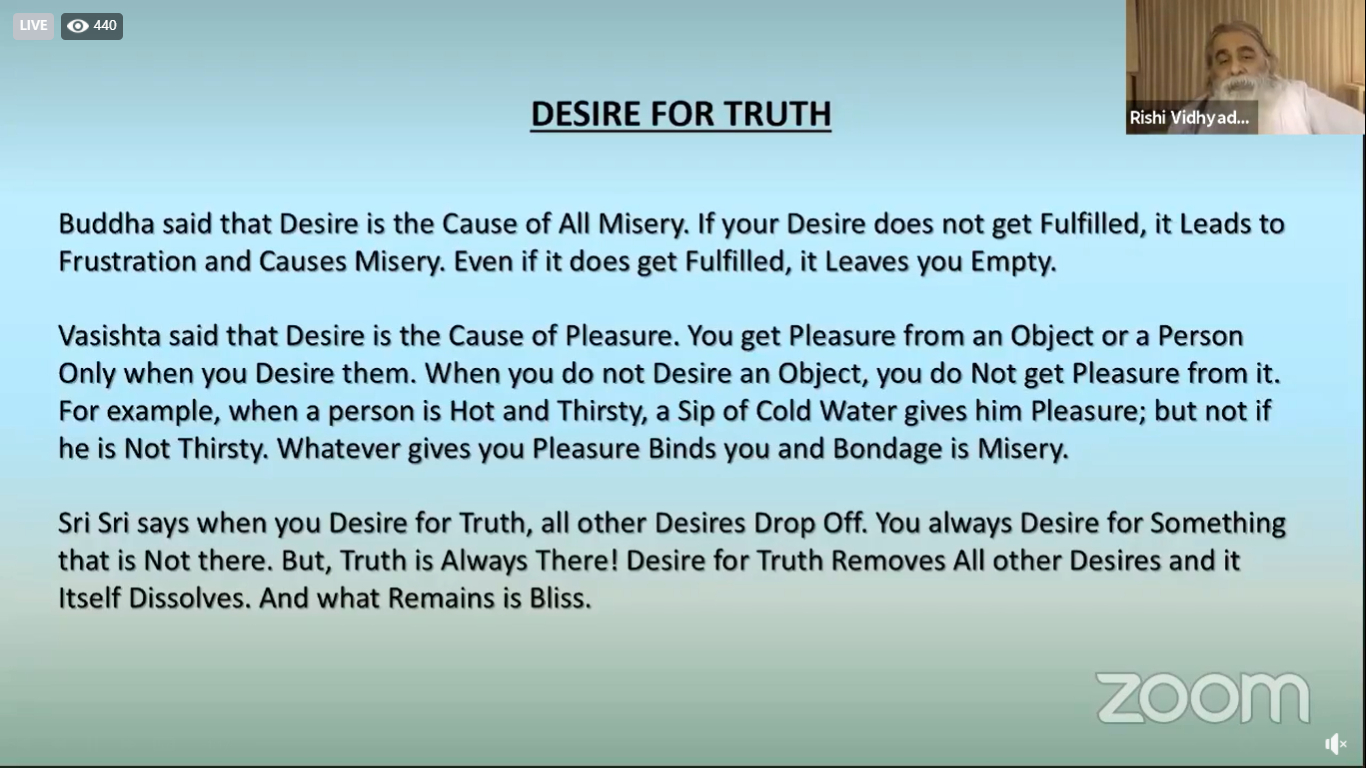 LIVE 440
Rishi Vidhyad...
DESIRE FOR TRUTH
Buddha said that Desire is the Cause of All Misery. If your Desire does not get Fulfilled, it Leads to
Frustration and Causes Misery. Even if it does get Fulfilled, it Leaves you Empty.
Vasishta said that Desire is the Cause of Pleasure. You get Pleasure from an Object or a Person
Only when you Desire them. When you do not Desire an Object, you do Not get Pleasure from it.
For example, when a person is Hot and Thirsty, a Sip of Cold Water gives him Pleasure; but not if
he is Not Thirsty. Whatever gives you Pleasure Binds you and Bondage is Misery.
Sri Sri says when you Desire for Truth, all other Desires Drop Off. You always Desire for Something
that is Not there. But, Truth is Always There! Desire for Truth Removes All other Desires and it
Itself Dissolves. And what Remains is Bliss.
zoom